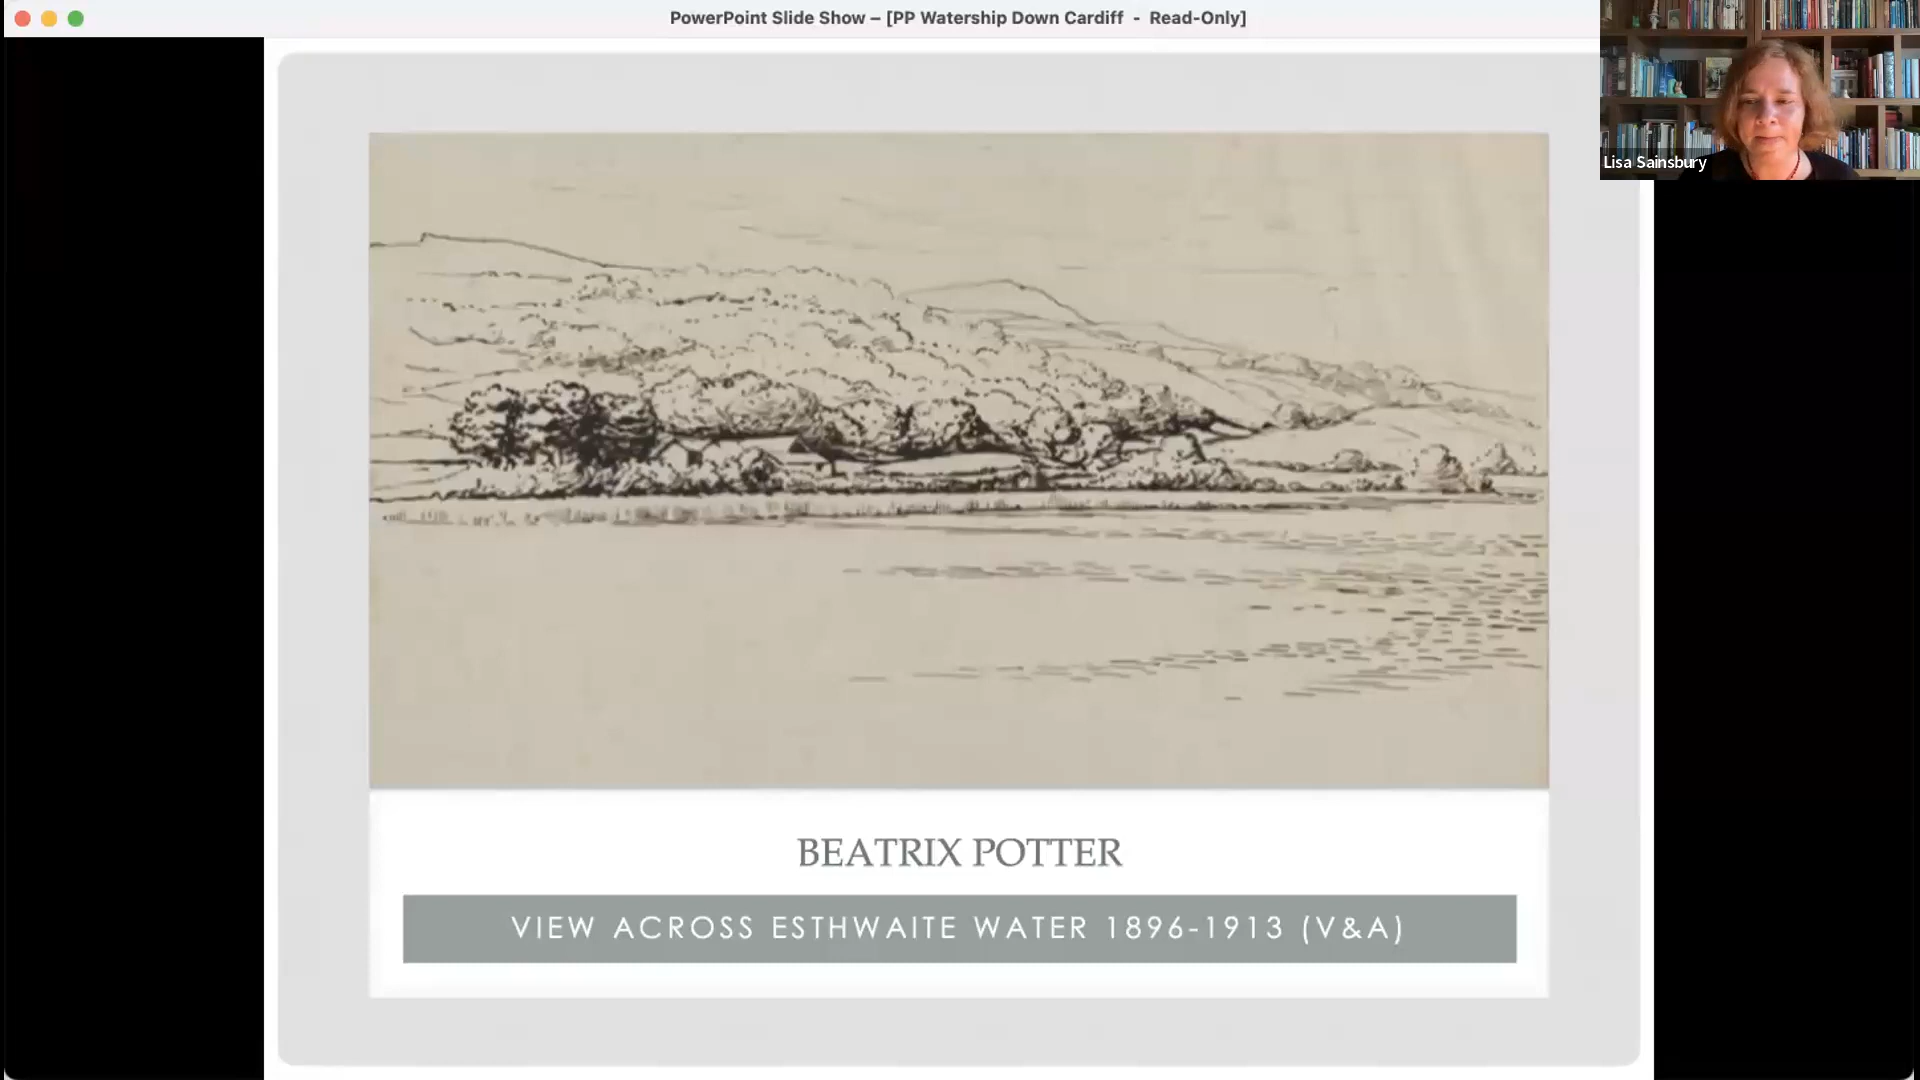 PowerPoint Slide Show – [PP Watership Down Cardiff - Read-Only]
Lisa Sainsbury
BEATRIX POTTER
VIEW ACROSS ESTHWAITE WATER 1896-1913 (V&A)